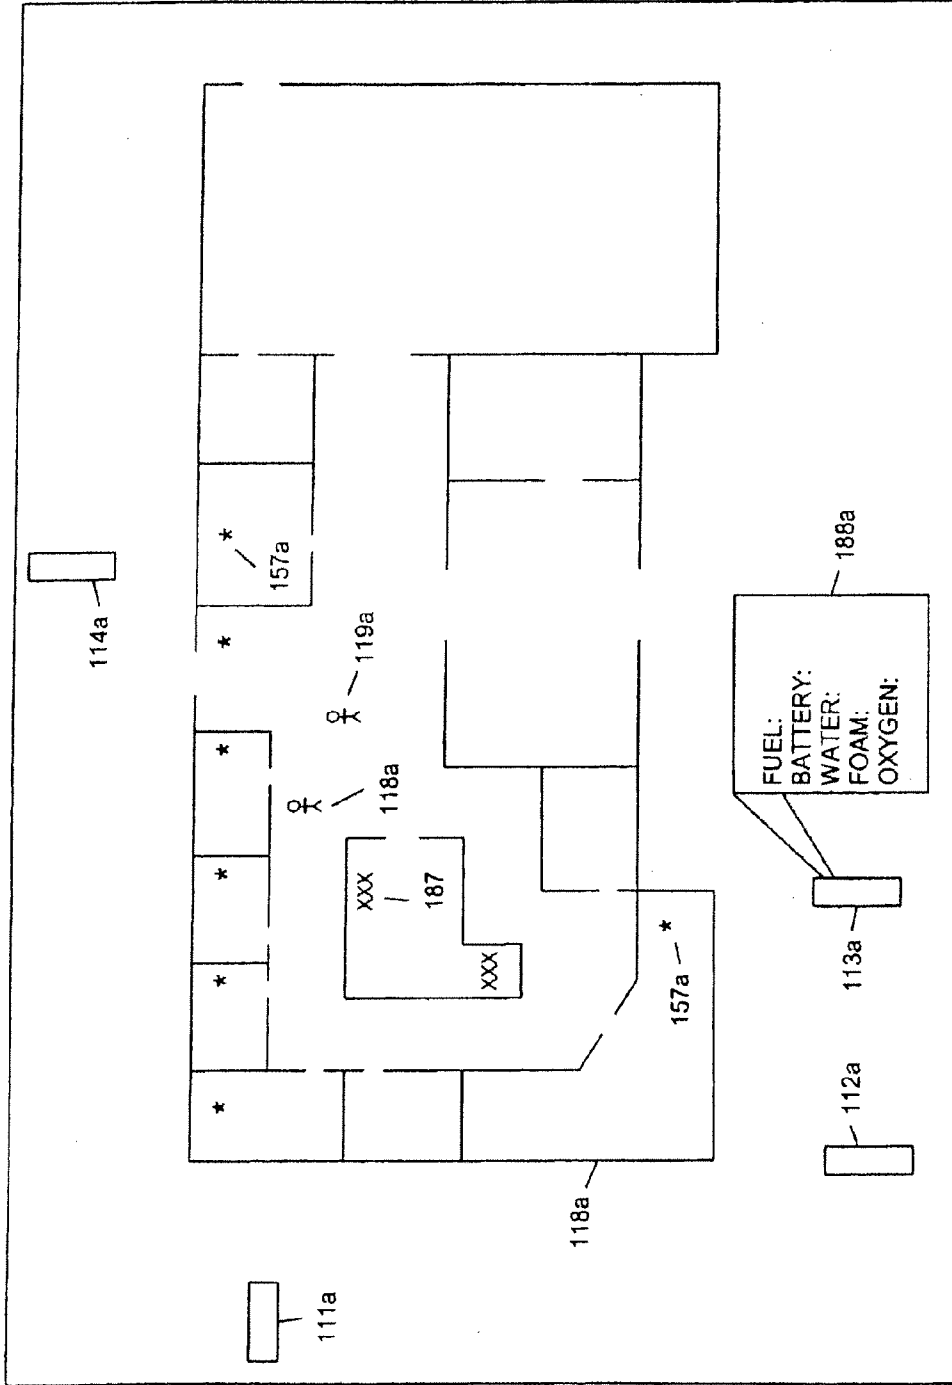 114a
*
*
*
*
*
*
157a
111a
119a
XXX
118a
187
XXX
118a
*
157a
FUEL:
BATTERY:
WATER:
FOAM:
OXYGEN:
188a
112a
113a